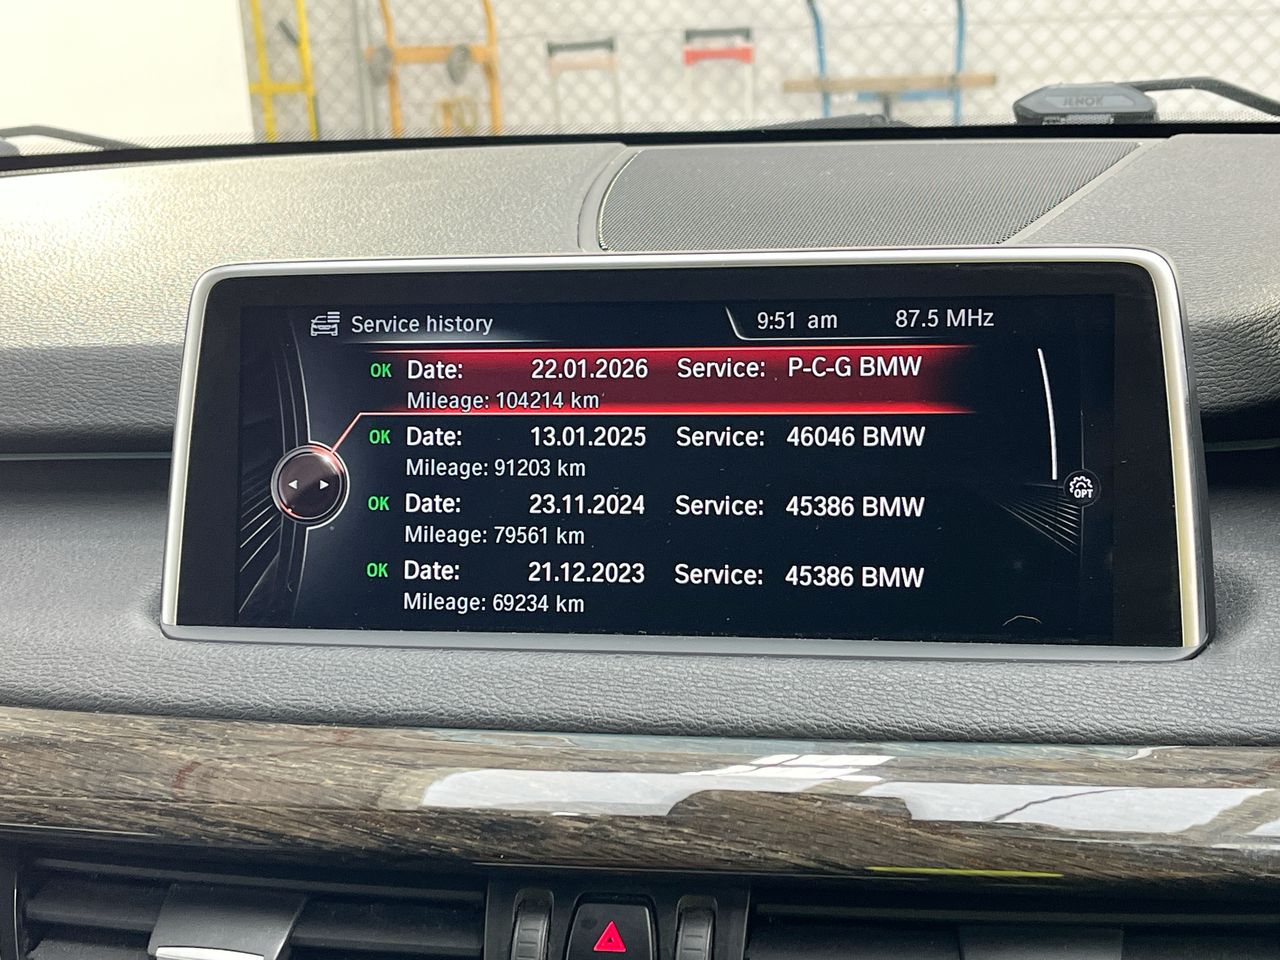 JENOK
Service history 9:51 am 87.5 MHz
OK Date: 22.01.2026 Service: P-C-G BMW
Mileage: 104214 km
OK Date: 13.01.2025 Service: 46046 BMW
Mileage: 91203 km
OK Date: 23.11.2024 Service: 45386 BMW
Mileage: 79561 km
OK Date: 21.12.2023 Service: 45386 BMW
Mileage: 69234 km
OPT